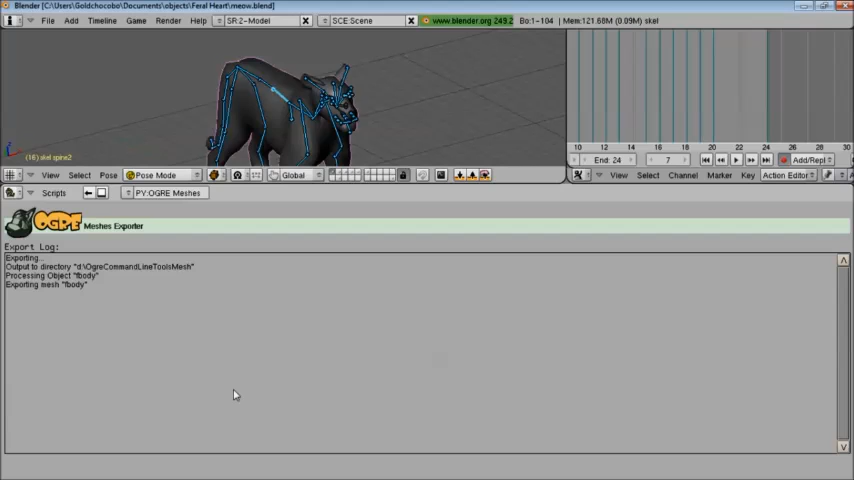 Blender [C:\Users\Goldchocobo\Documents\objects\Feral Heart\meow.blend]
File Add Timeline Game Render Help SR:2-Model SCE:Scene www.blender.org 249.2 Bo:1-104 | Mem:121.68M (0.09M) skel
(16) skel spine2
10 12 14 16 18 20 22 24 26 28 30
End: 24 7 Add/Repl
View Select Pose Pose Mode Global View Select Channel Marker Key Action Editor
Scripts PV:OGRE Meshes
OGRE Meshes Exporter
Export Log:
Exporting...
Output to directory "d:\OgreCommandLineToolsMesh"
Processing Object "fbody"
Exporting mesh "fbody"